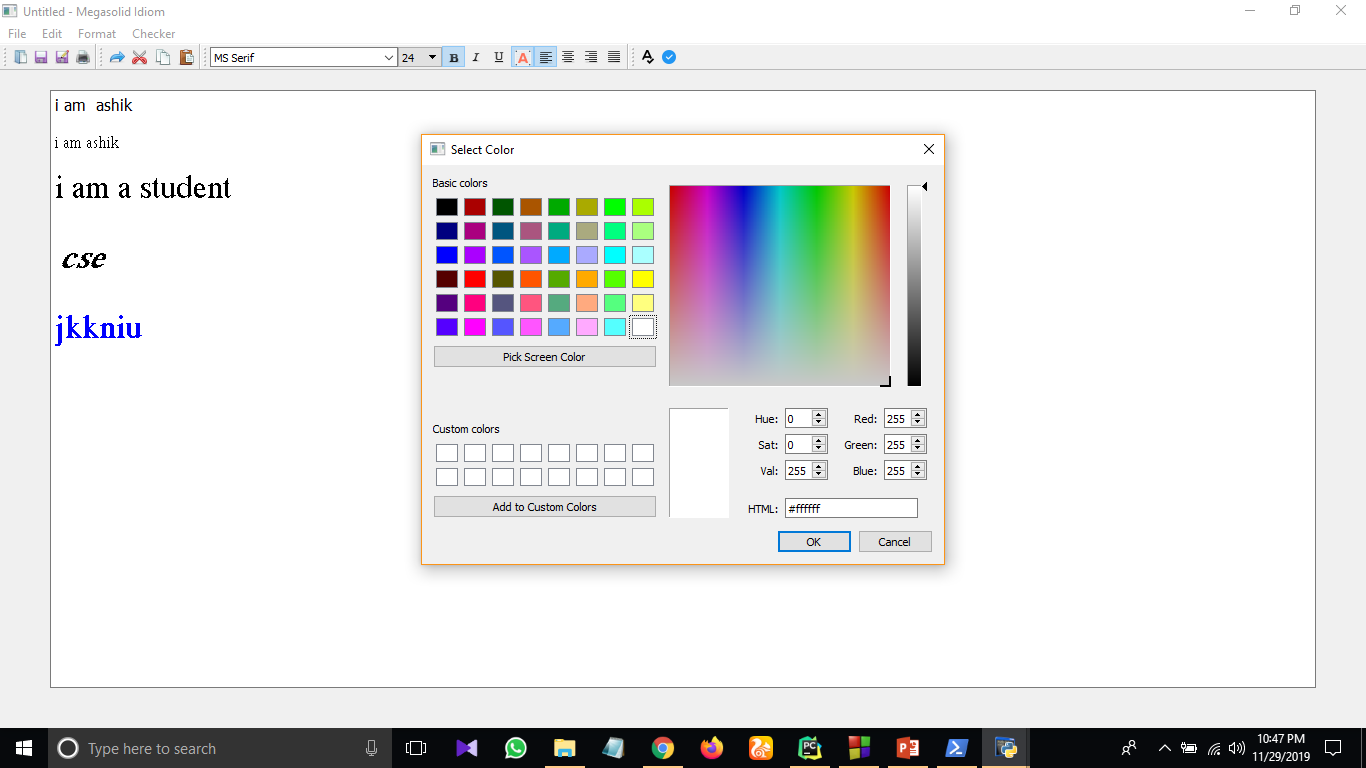 Untitled - Megasolid Idiom
File Edit Format Checker
MS Serif 24 B I U A
i am  ashik
i am ashik
i am a student
cse
jkkniu
Select Color
Basic colors
Pick Screen Color
Custom colors
Add to Custom Colors
Hue: 0 Red: 255
Sat: 0 Green: 255
Val: 255 Blue: 255
HTML: #ffffff
OK Cancel
Type here to search
10:47 PM
11/29/2019